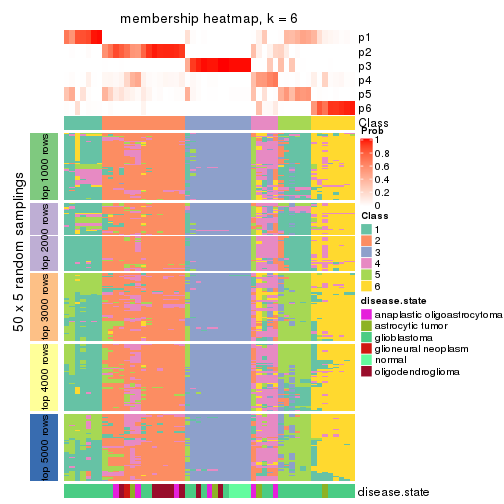 membership heatmap, k = 6
p1
p2
p3
p4
p5
p6
Class
50 x 5 random samplings
top 1000 rows
top 2000 rows
top 3000 rows
top 4000 rows
top 5000 rows
disease.state
Prob
1
0.8
0.6
0.4
0.2
0
Class
1
2
3
4
5
6
disease.state
anaplastic oligoastrocytoma
astrocytic tumor
glioblastoma
glioneural neoplasm
normal
oligodendroglioma